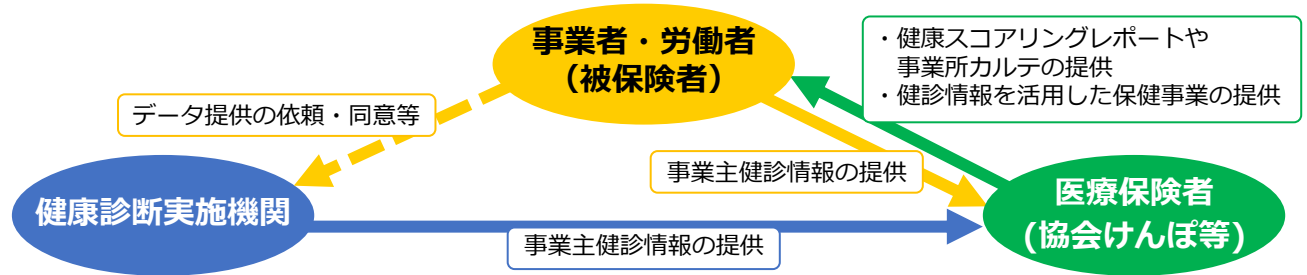 事業者・労働者
（被保険者）
・健康スコアリングレポートや
事業所カルテの提供
・健診情報を活用した保健事業の提供
データ提供の依頼・同意等
事業主健診情報の提供
健康診断実施機関
医療保険者
(協会けんぽ等)
事業主健診情報の提供